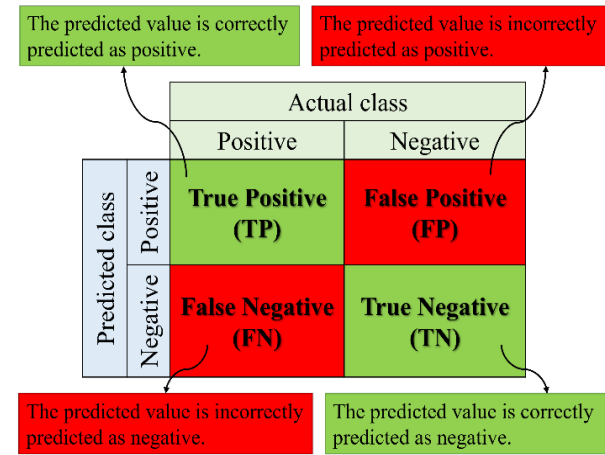 The predicted value is correctly
predicted as positive.
The predicted value is incorrectly
predicted as positive.
Actual class
Positive
Negative
Predicted class
Positive
True Positive
(TP)
False Positive
(FP)
Negative
False Negative
(FN)
True Negative
(TN)
The predicted value is incorrectly
predicted as negative.
The predicted value is correctly
predicted as negative.